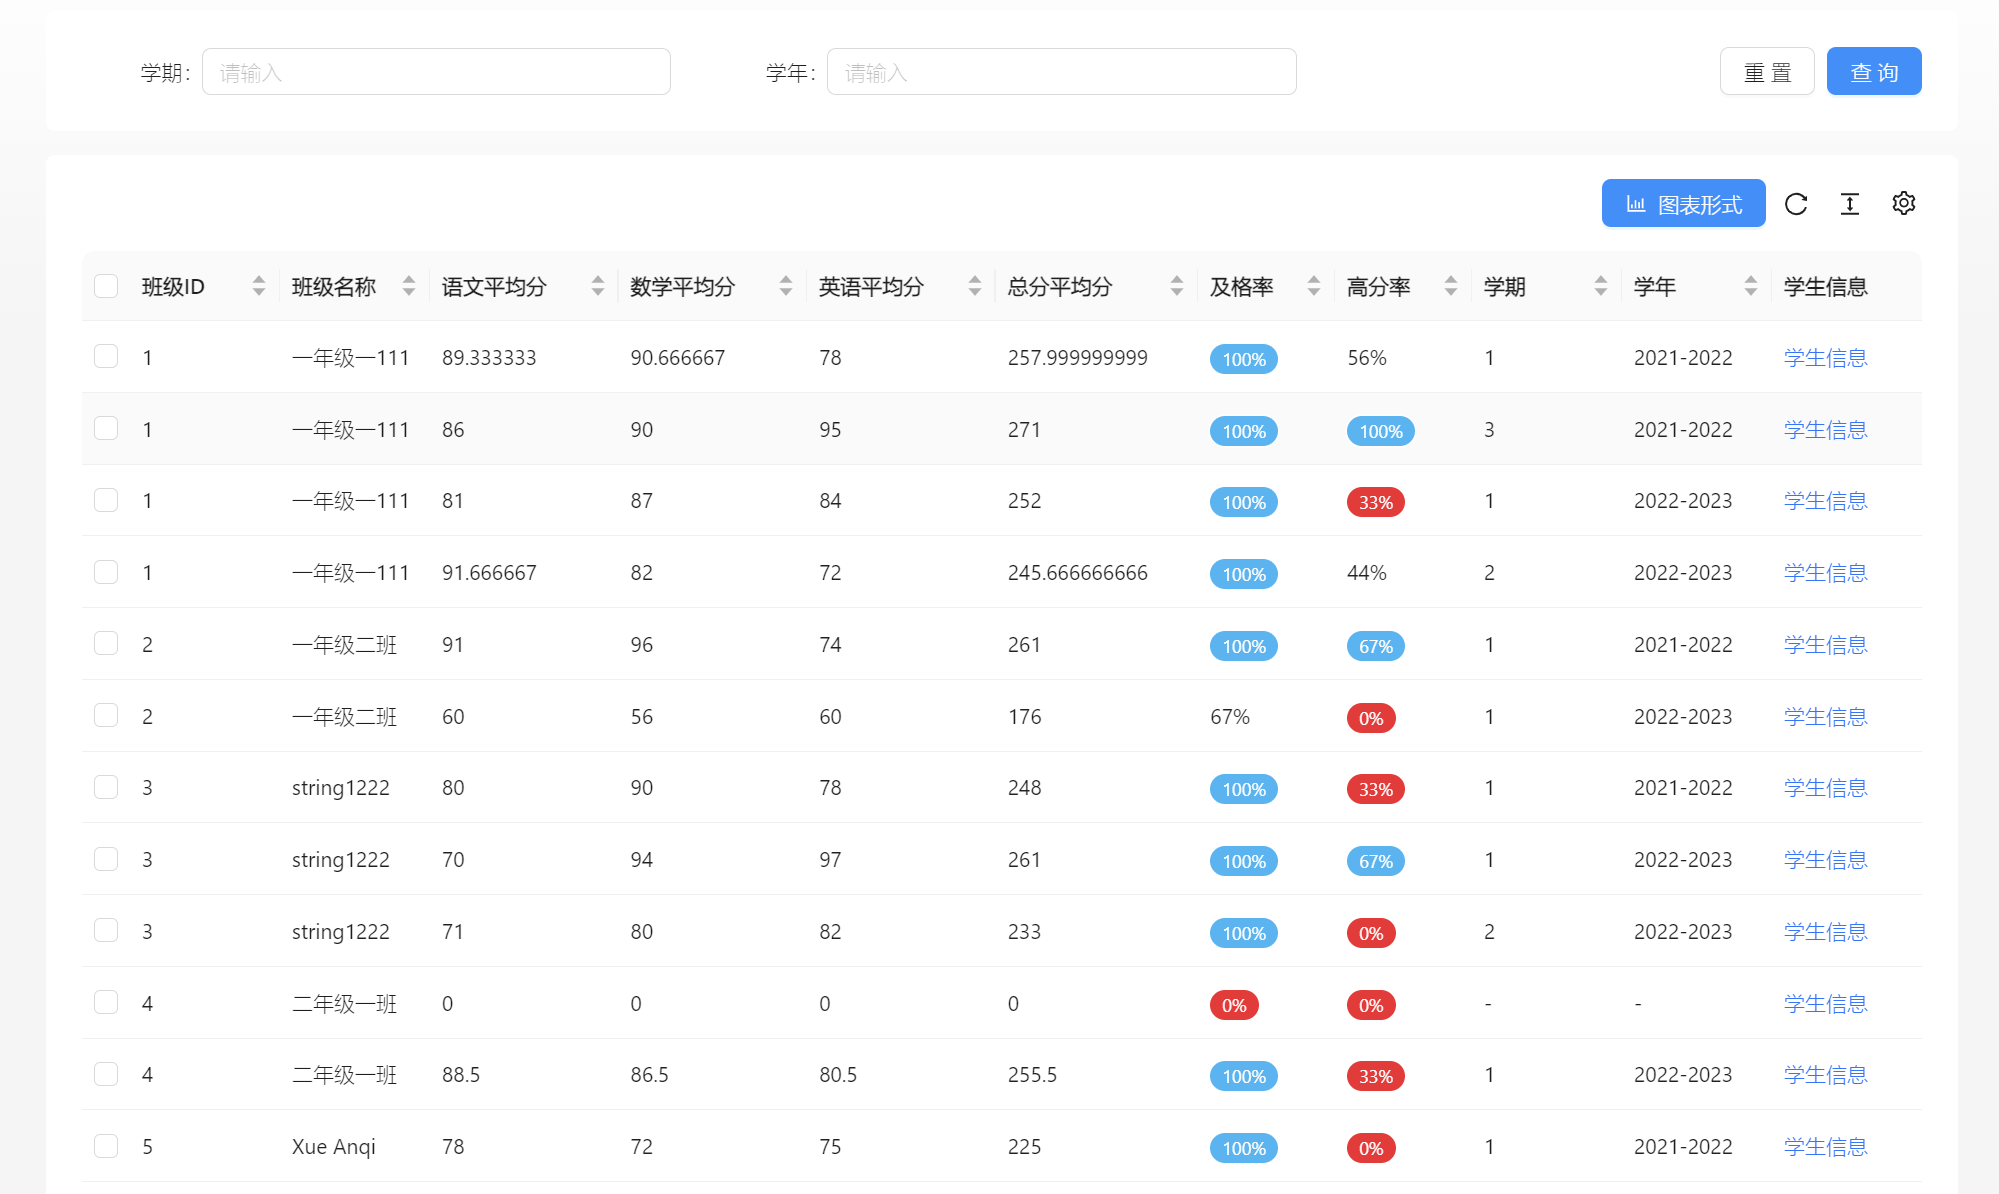 学期： 请输入 学年： 请输入 重 置 查 询
图表形式
班级ID 班级名称 语文平均分 数学平均分 英语平均分 总分平均分 及格率 高分率 学期 学年 学生信息
1 一年级一111 89.333333 90.666667 78 257.999999999 100% 56% 1 2021-2022 学生信息
1 一年级一111 86 90 95 271 100% 100% 3 2021-2022 学生信息
1 一年级一111 81 87 84 252 100% 33% 1 2022-2023 学生信息
1 一年级一111 91.666667 82 72 245.666666666 100% 44% 2 2022-2023 学生信息
2 一年级二班 91 96 74 261 100% 67% 1 2021-2022 学生信息
2 一年级二班 60 56 60 176 67% 0% 1 2022-2023 学生信息
3 string1222 80 90 78 248 100% 33% 1 2021-2022 学生信息
3 string1222 70 94 97 261 100% 67% 1 2022-2023 学生信息
3 string1222 71 80 82 233 100% 0% 2 2022-2023 学生信息
4 二年级一班 0 0 0 0 0% 0% - - 学生信息
4 二年级一班 88.5 86.5 80.5 255.5 100% 33% 1 2022-2023 学生信息
5 Xue Anqi 78 72 75 225 100% 0% 1 2021-2022 学生信息